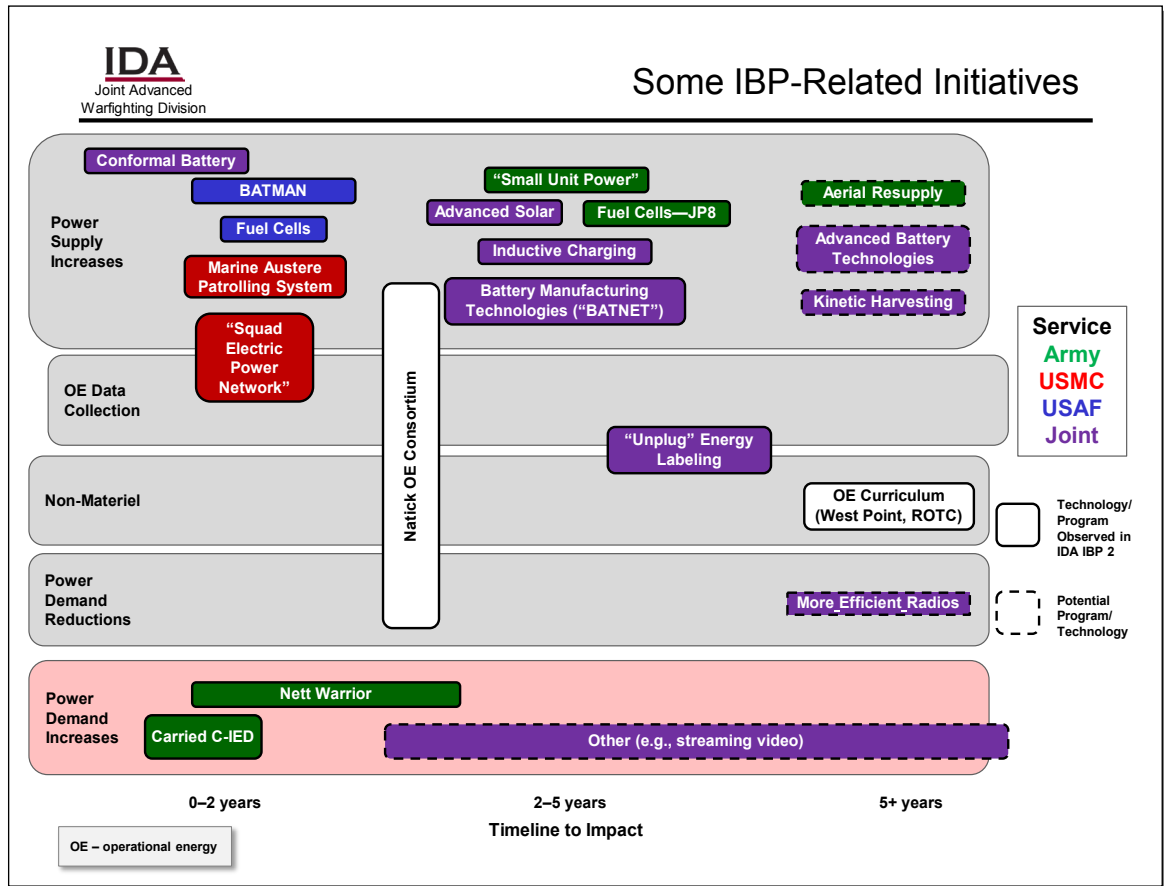 IDA
Joint Advanced
Warfighting Division
Some IBP-Related Initiatives
Power
Supply
Increases
Conformal Battery
BATMAN
Fuel Cells
Marine Austere
Patrolling System
“Squad
Electric
Power
Network”
“Small Unit Power”
Advanced Solar
Fuel Cells—JP8
Inductive Charging
Battery Manufacturing
Technologies (“BATNET”)
Aerial Resupply
Advanced Battery
Technologies
Kinetic Harvesting
Service
Army
USMC
USAF
Joint
OE Data
Collection
Natick OE Consortium
“Unplug” Energy
Labeling
Non-Materiel
OE Curriculum
(West Point, ROTC)
Technology/
Program
Observed in
IDA IBP 2
Power
Demand
Reductions
More Efficient Radios
Potential
Program/
Technology
Power
Demand
Increases
Nett Warrior
Carried C-IED
Other (e.g., streaming video)
0–2 years
2–5 years
5+ years
Timeline to Impact
OE – operational energy